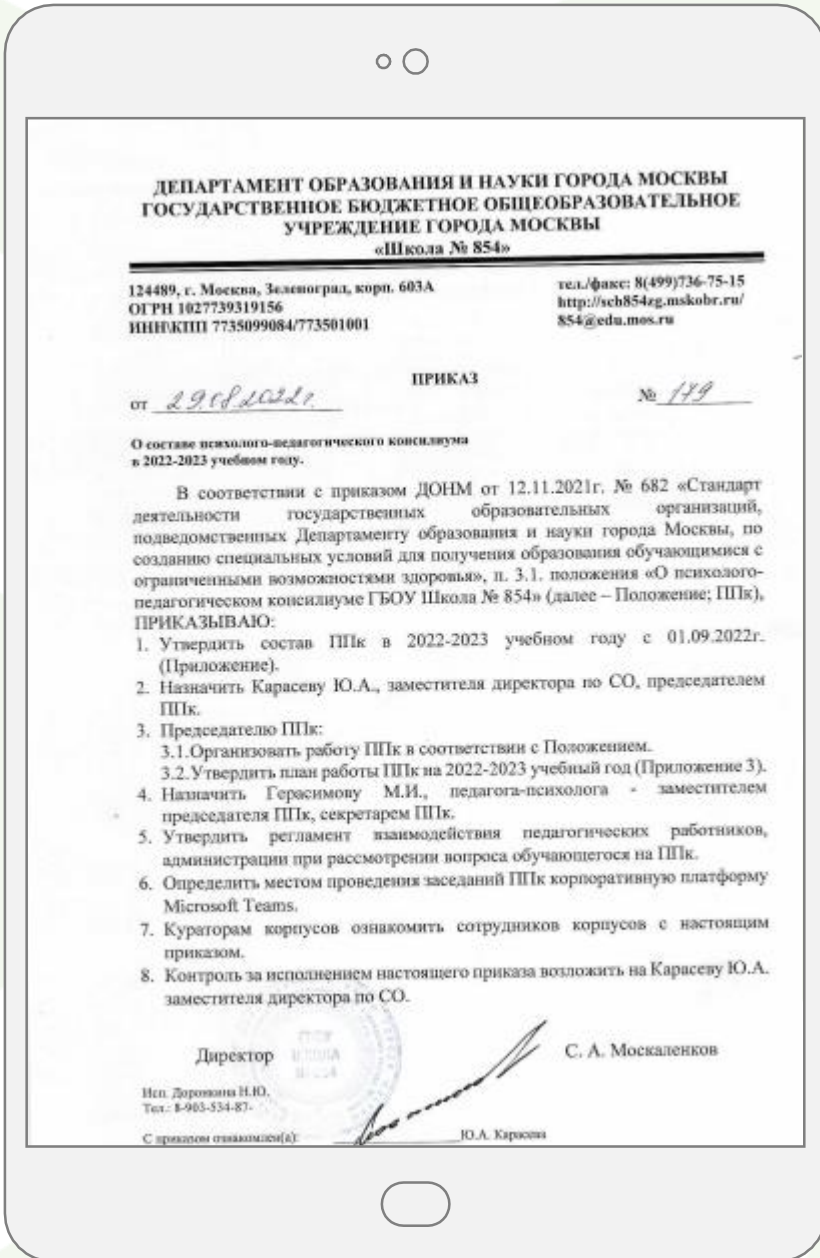 ДЕПАРТАМЕНТ ОБРАЗОВАНИЯ И НАУКИ ГОРОДА МОСКВЫ
ГОСУДАРСТВЕННОЕ БЮДЖЕТНОЕ ОБЩЕОБРАЗОВАТЕЛЬНОЕ
УЧРЕЖДЕНИЕ ГОРОДА МОСКВЫ
«Школа № 854»
124489, г. Москва, Зеленоград, корп. 603А
ОГРН 1027739319156
ИНН\КПП 7735099084/773501001
тел./факс: 8(499)736-75-15
http://sch854zg.mskobr.ru/
854@edu.mos.ru
ПРИКАЗ
от 29.08.2022г.
№ 179
О составе психолого-педагогического консилиума
в 2022-2023 учебном году.
В соответствии с приказом ДОНМ от 12.11.2021г. № 682 «Стандарт
деятельности государственных образовательных организаций,
подведомственных Департаменту образования и науки города Москвы, по
созданию специальных условий для получения образования обучающимися с
ограниченными возможностями здоровья», п. 3.1. положения «О психолого-
педагогическом консилиуме ГБОУ Школа № 854» (далее – Положение; ППк),
ПРИКАЗЫВАЮ:
1. Утвердить состав ППк в 2022-2023 учебном году с 01.09.2022г.
(Приложение).
2. Назначить Карасеву Ю.А., заместителя директора по СО, председателем
ППк.
3. Председателю ППк:
3.1.Организовать работу ППк в соответствии с Положением.
3.2.Утвердить план работы ППк на 2022-2023 учебный год (Приложение 3).
4. Назначить Герасимову М.И., педагога-психолога - заместителем
председателя ППк, секретарем ППк.
5. Утвердить регламент взаимодействия педагогических работников,
администрации при рассмотрении вопроса обучающегося на ППк.
6. Определить местом проведения заседаний ППк корпоративную платформу
Microsoft Teams.
7. Кураторам корпусов ознакомить сотрудников корпусов с настоящим
приказом.
8. Контроль за исполнением настоящего приказа возложить на Карасеву Ю.А.
заместителя директора по СО.
Директор
С. А. Москаленков
Исп. Доронкина Н.Ю.
Тел.: 8-903-534-87-
С приказом ознакомлен(а):
Ю.А. Карасева